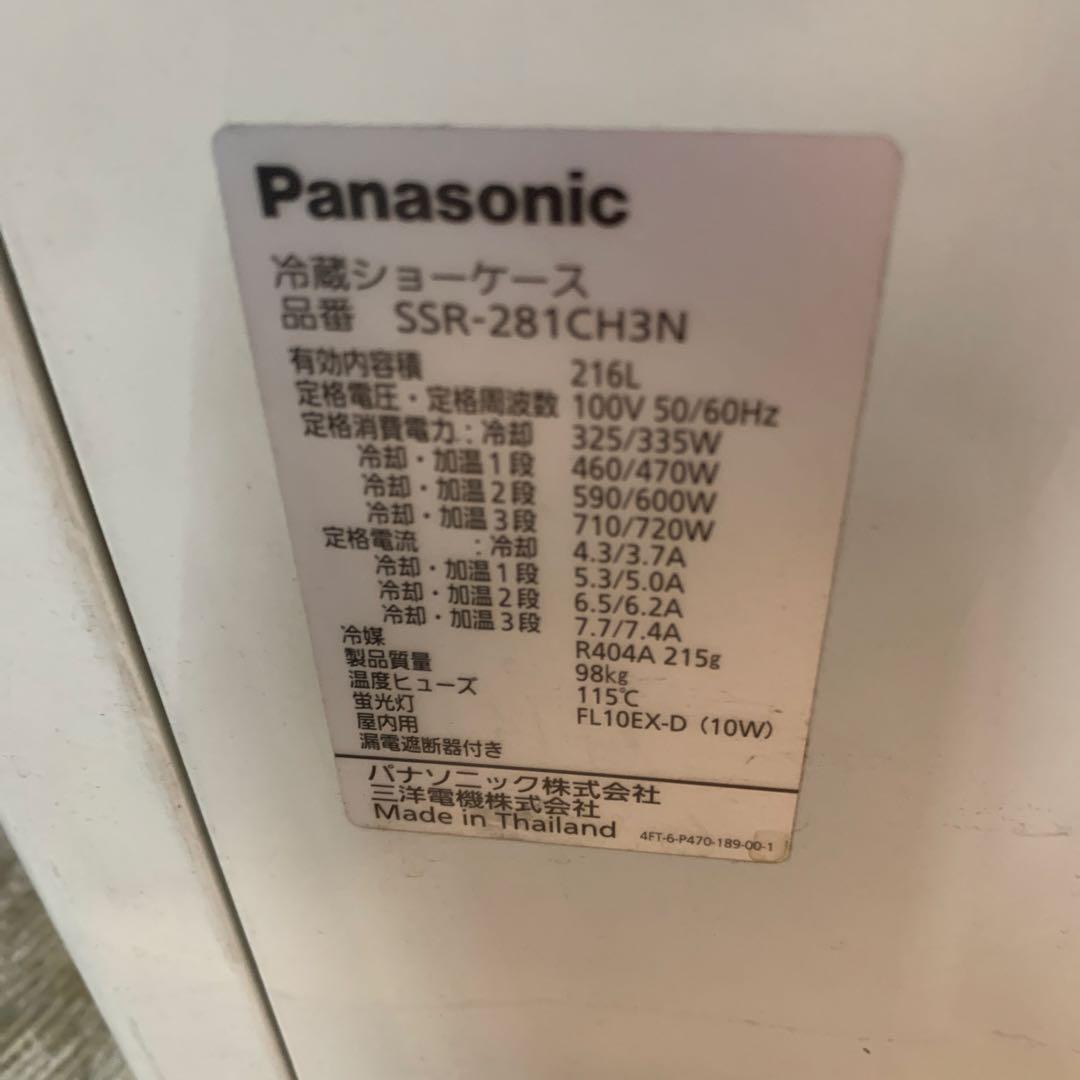 Panasonic
冷蔵ショーケース
品番 SSR-281CH3N
有効内容積 216L
定格電圧・定格周波数 100V 50/60Hz
定格消費電力:冷却 325/335W
冷却・加温1段 460/470W
冷却・加温2段 590/600W
冷却・加温3段 710/720W
定格電流 :冷却 4.3/3.7A
冷却・加温1段 5.3/5.0A
冷却・加温2段 6.5/6.2A
冷却・加温3段 7.7/7.4A
冷媒 R404A 215g
製品質量 98kg
温度ヒューズ 115℃
蛍光灯 FL10EX-D (10W)
屋内用
漏電遮断器付き
パナソニック株式会社
三洋電機株式会社
Made in Thailand 4FT-6-P470-189-00-1